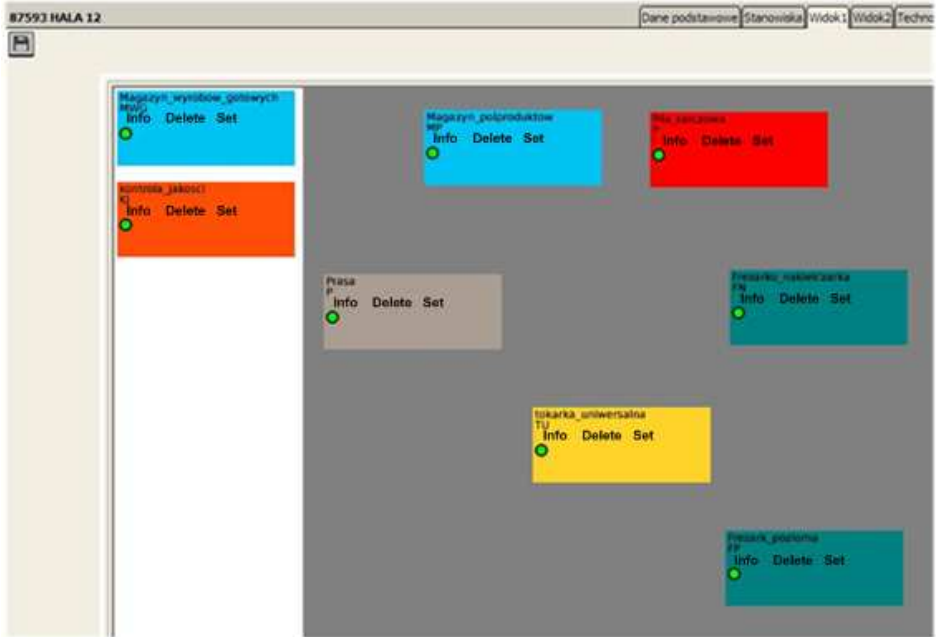 87593 HALA 12
Dane podstawowe Stanowiska Widok1 Widok2 Techno
Magazyn_wyrobow_gotowych
MWG
Info Delete Set
kontrola_jakosci
KJ
Info Delete Set
Magazyn_polproduktow
MP
Info Delete Set
Info Delete Set
Prasa
P
Info Delete Set
FN
Info Delete Set
tokarka_uniwersalna
TU
Info Delete Set
Frezark_pozioma
FP
Info Delete Set